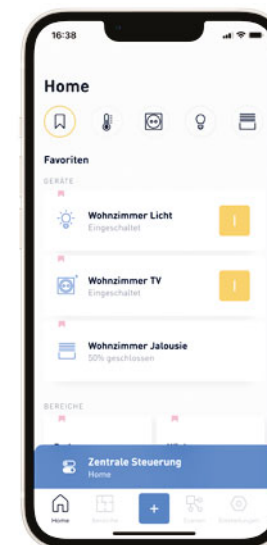 16:38
Home
Favoriten
GERÄTE
Wohnzimmer Licht
Eingeschaltet
Wohnzimmer TV
Eingeschaltet
Wohnzimmer Jalousie
50% geschlossen
BEREICHE
Zentrale Steuerung
Home
Home